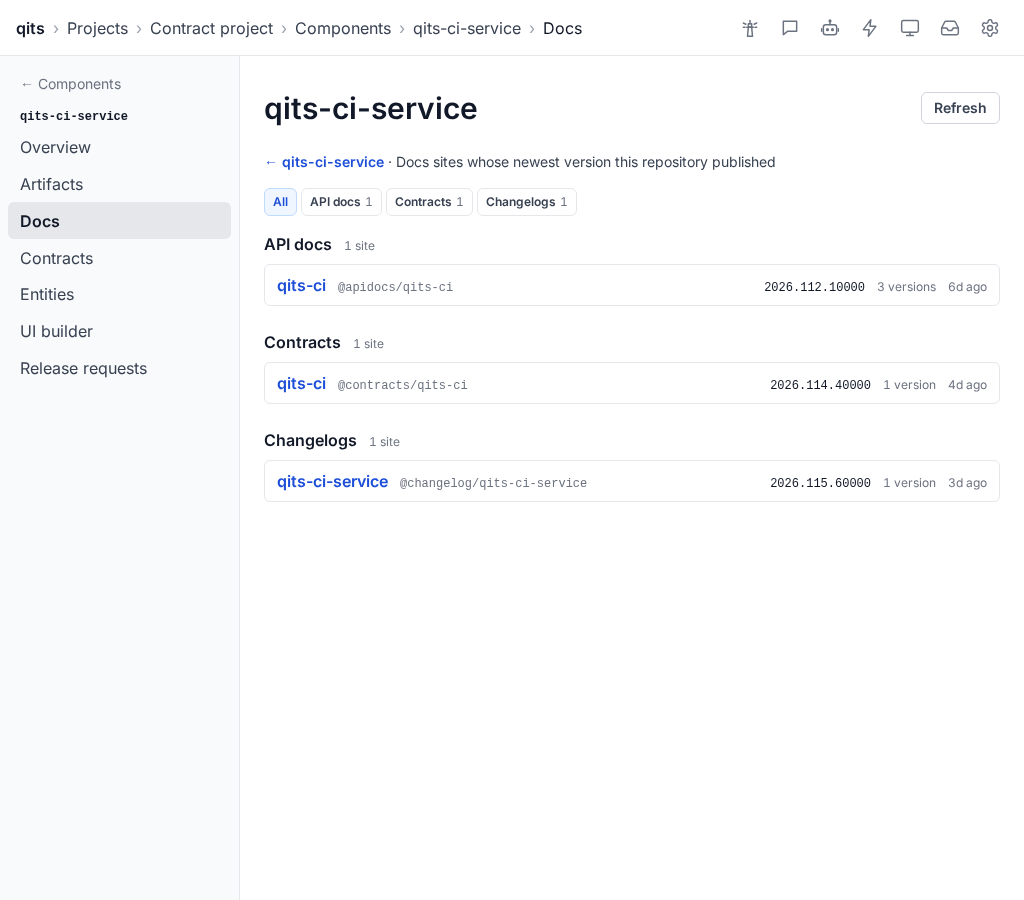 qits › Projects › Contract project › Components › qits-ci-service › Docs
← Components
qits-ci-service
Overview
Artifacts
Docs
Contracts
Entities
UI builder
Release requests
qits-ci-service
Refresh
← qits-ci-service · Docs sites whose newest version this repository published
All
API docs 1
Contracts 1
Changelogs 1
API docs 1 site
qits-ci @apidocs/qits-ci 2026.112.10000 3 versions 6d ago
Contracts 1 site
qits-ci @contracts/qits-ci 2026.114.40000 1 version 4d ago
Changelogs 1 site
qits-ci-service @changelog/qits-ci-service 2026.115.60000 1 version 3d ago